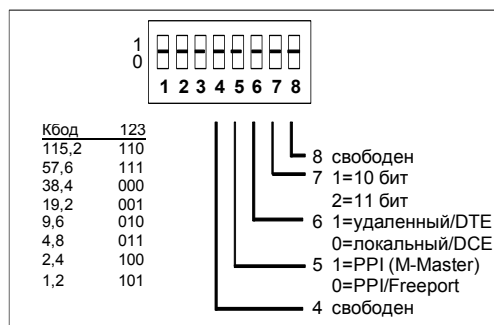 1
0
1 2 3 4 5 6 7 8
Кбод 123
115,2 110
57,6 111
38,4 000
19,2 001
9,6 010
4,8 011
2,4 100
1,2 101
8 свободен
7 1=10 бит
2=11 бит
6 1=удаленный/DTE
0=локальный/DCE
5 1=PPI (M-Master)
0=PPI/Freeport
4 свободен